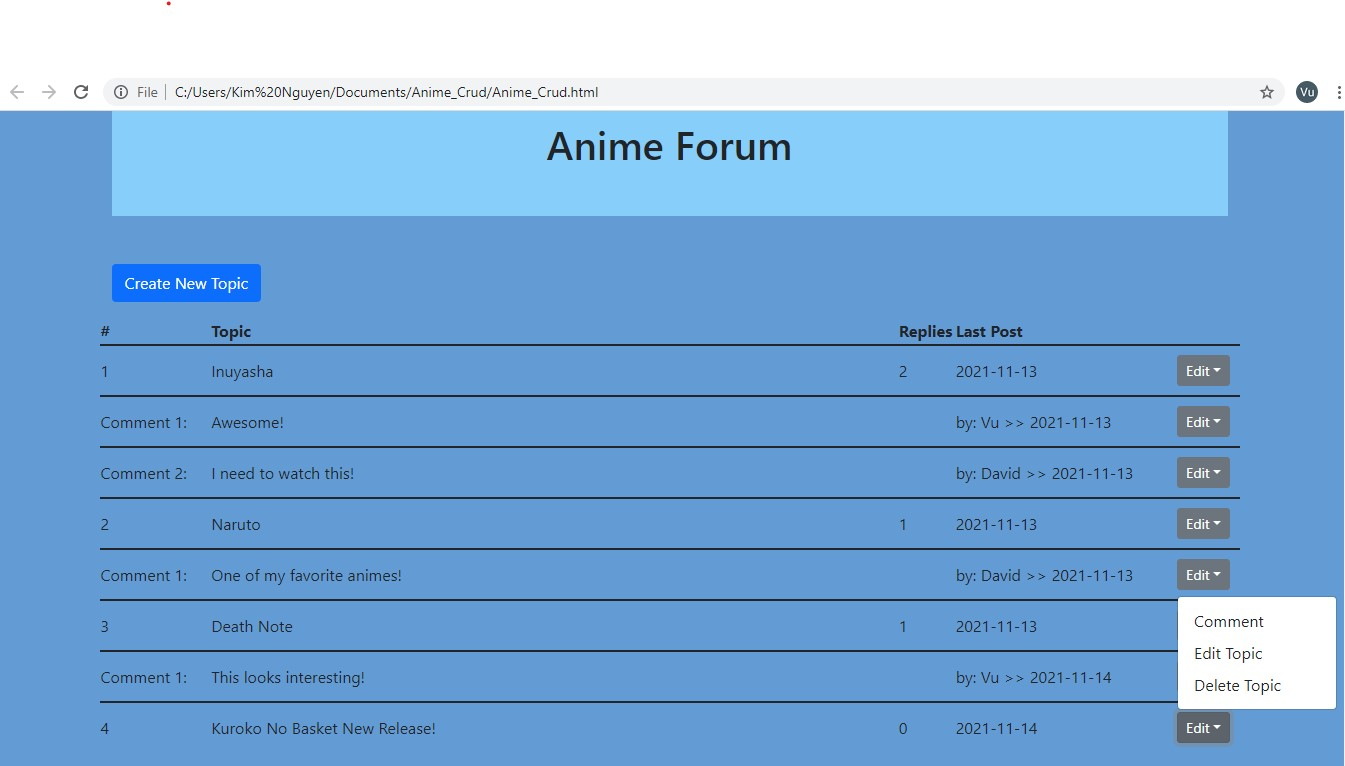 File C:/Users/Kim%20Nguyen/Documents/Anime_Crud/Anime_Crud.html Vu
Anime Forum
Create New Topic
# Topic Replies Last Post
1 Inuyasha 2 2021-11-13 Edit
Comment 1: Awesome! by: Vu >> 2021-11-13 Edit
Comment 2: I need to watch this! by: David >> 2021-11-13 Edit
2 Naruto 1 2021-11-13 Edit
Comment 1: One of my favorite animes! by: David >> 2021-11-13 Edit
3 Death Note 1 2021-11-13
Comment 1: This looks interesting! by: Vu >> 2021-11-14
Comment
Edit Topic
Delete Topic
4 Kuroko No Basket New Release! 0 2021-11-14 Edit